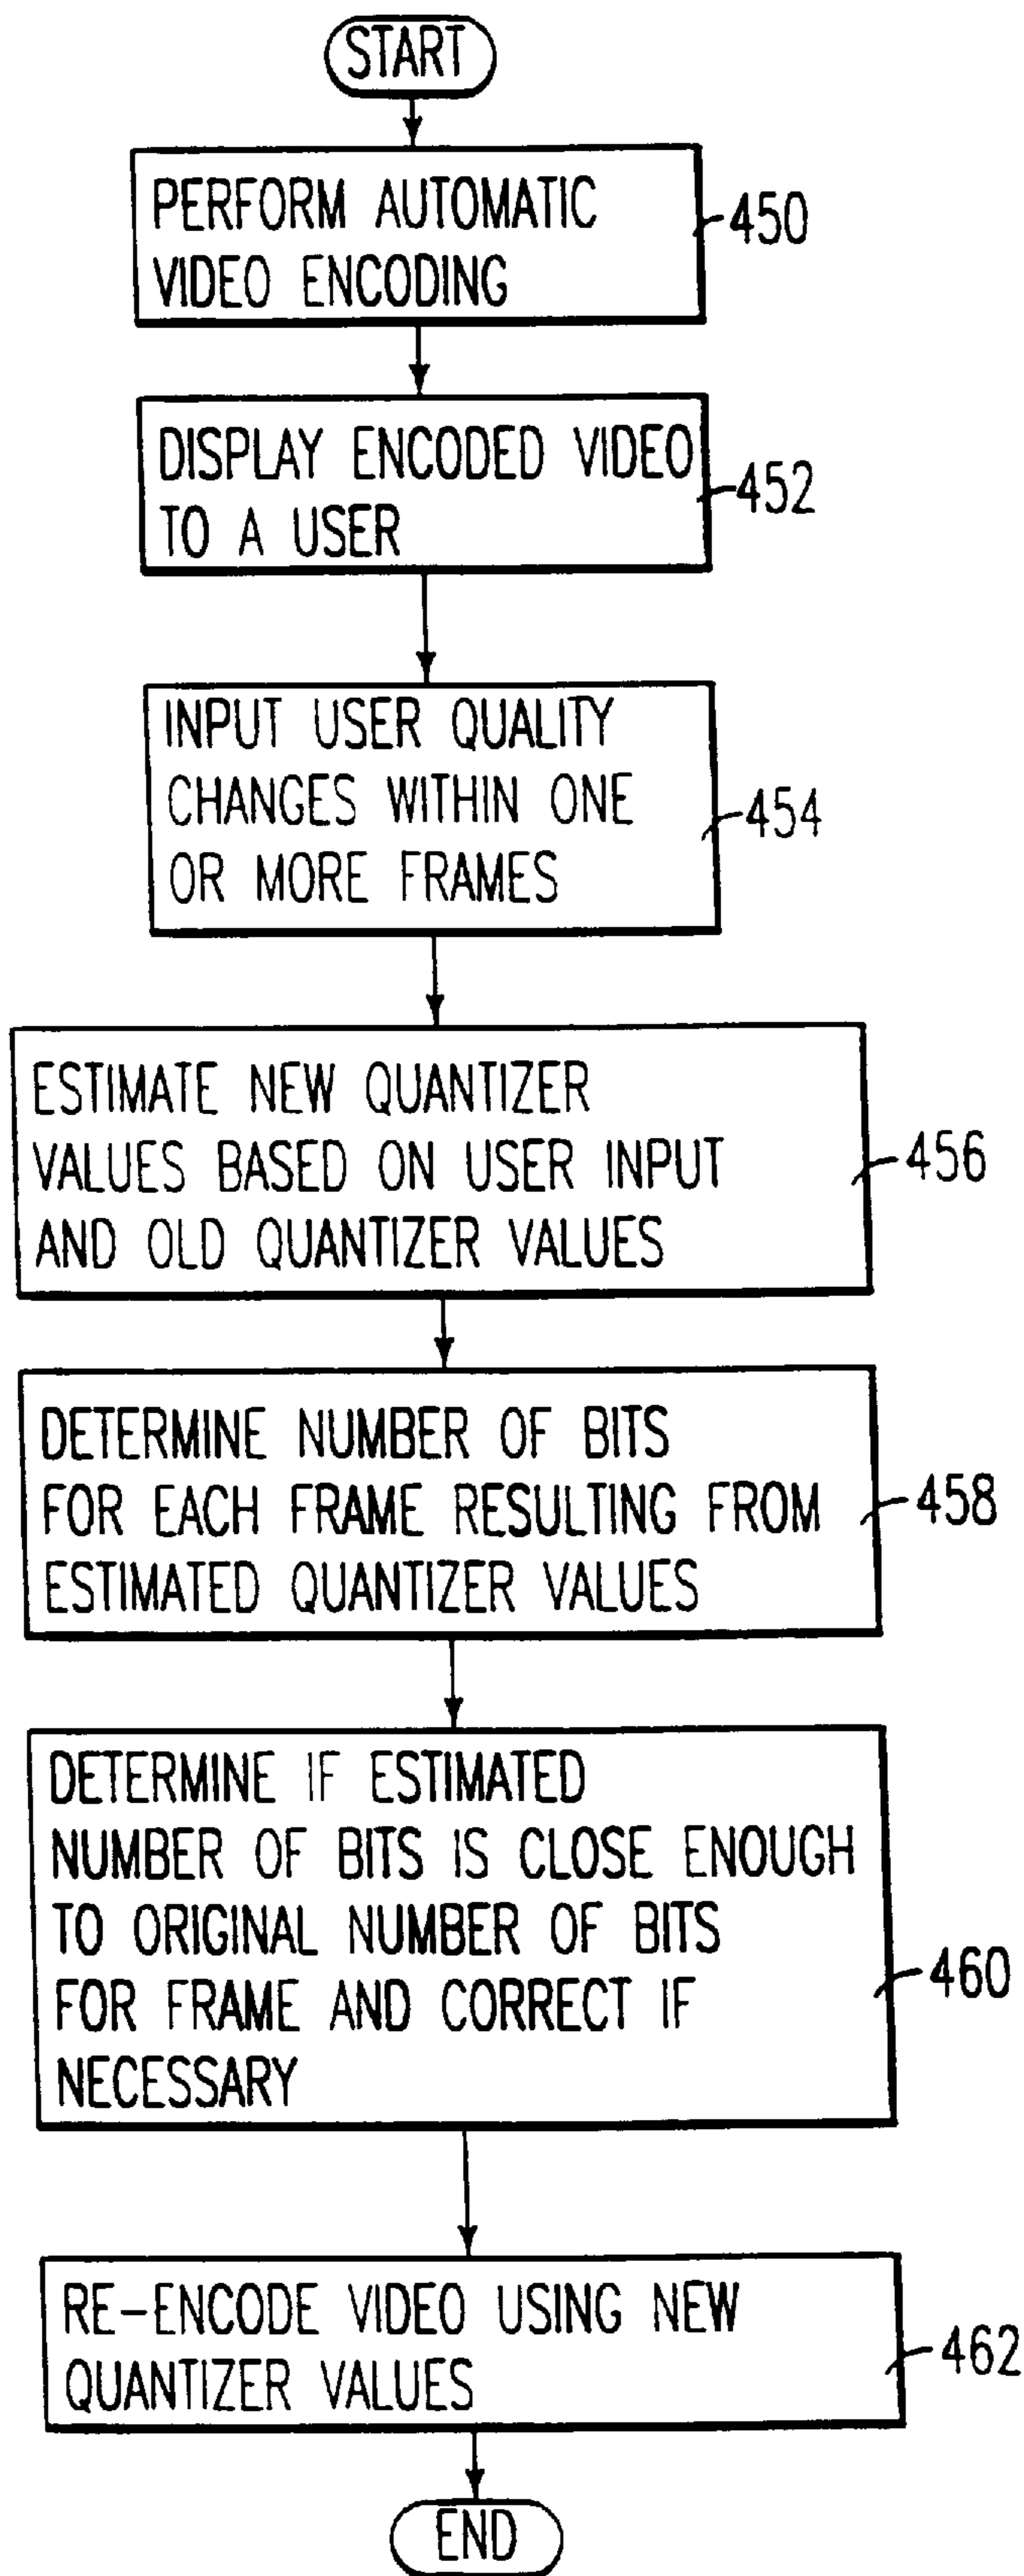 START
PERFORM AUTOMATIC
VIDEO ENCODING
450
DISPLAY ENCODED VIDEO
TO A USER
452
INPUT USER QUALITY
CHANGES WITHIN ONE
OR MORE FRAMES
454
ESTIMATE NEW QUANTIZER
VALUES BASED ON USER INPUT
AND OLD QUANTIZER VALUES
456
DETERMINE NUMBER OF BITS
FOR EACH FRAME RESULTING FROM
ESTIMATED QUANTIZER VALUES
458
DETERMINE IF ESTIMATED
NUMBER OF BITS IS CLOSE ENOUGH
TO ORIGINAL NUMBER OF BITS
FOR FRAME AND CORRECT IF
NECESSARY
460
RE-ENCODE VIDEO USING NEW
QUANTIZER VALUES
462
END